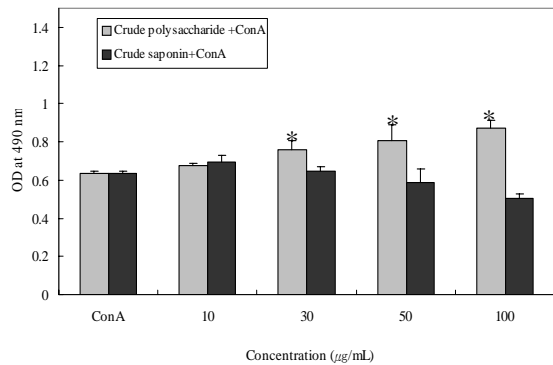 Crude polysaccharide +ConA
Crude saponin+ConA
OD at 490 nm
1.4
1.2
1
0.8
0.6
0.4
0.2
0
* * *
ConA 10 30 50 100
Concentration (μg/mL)